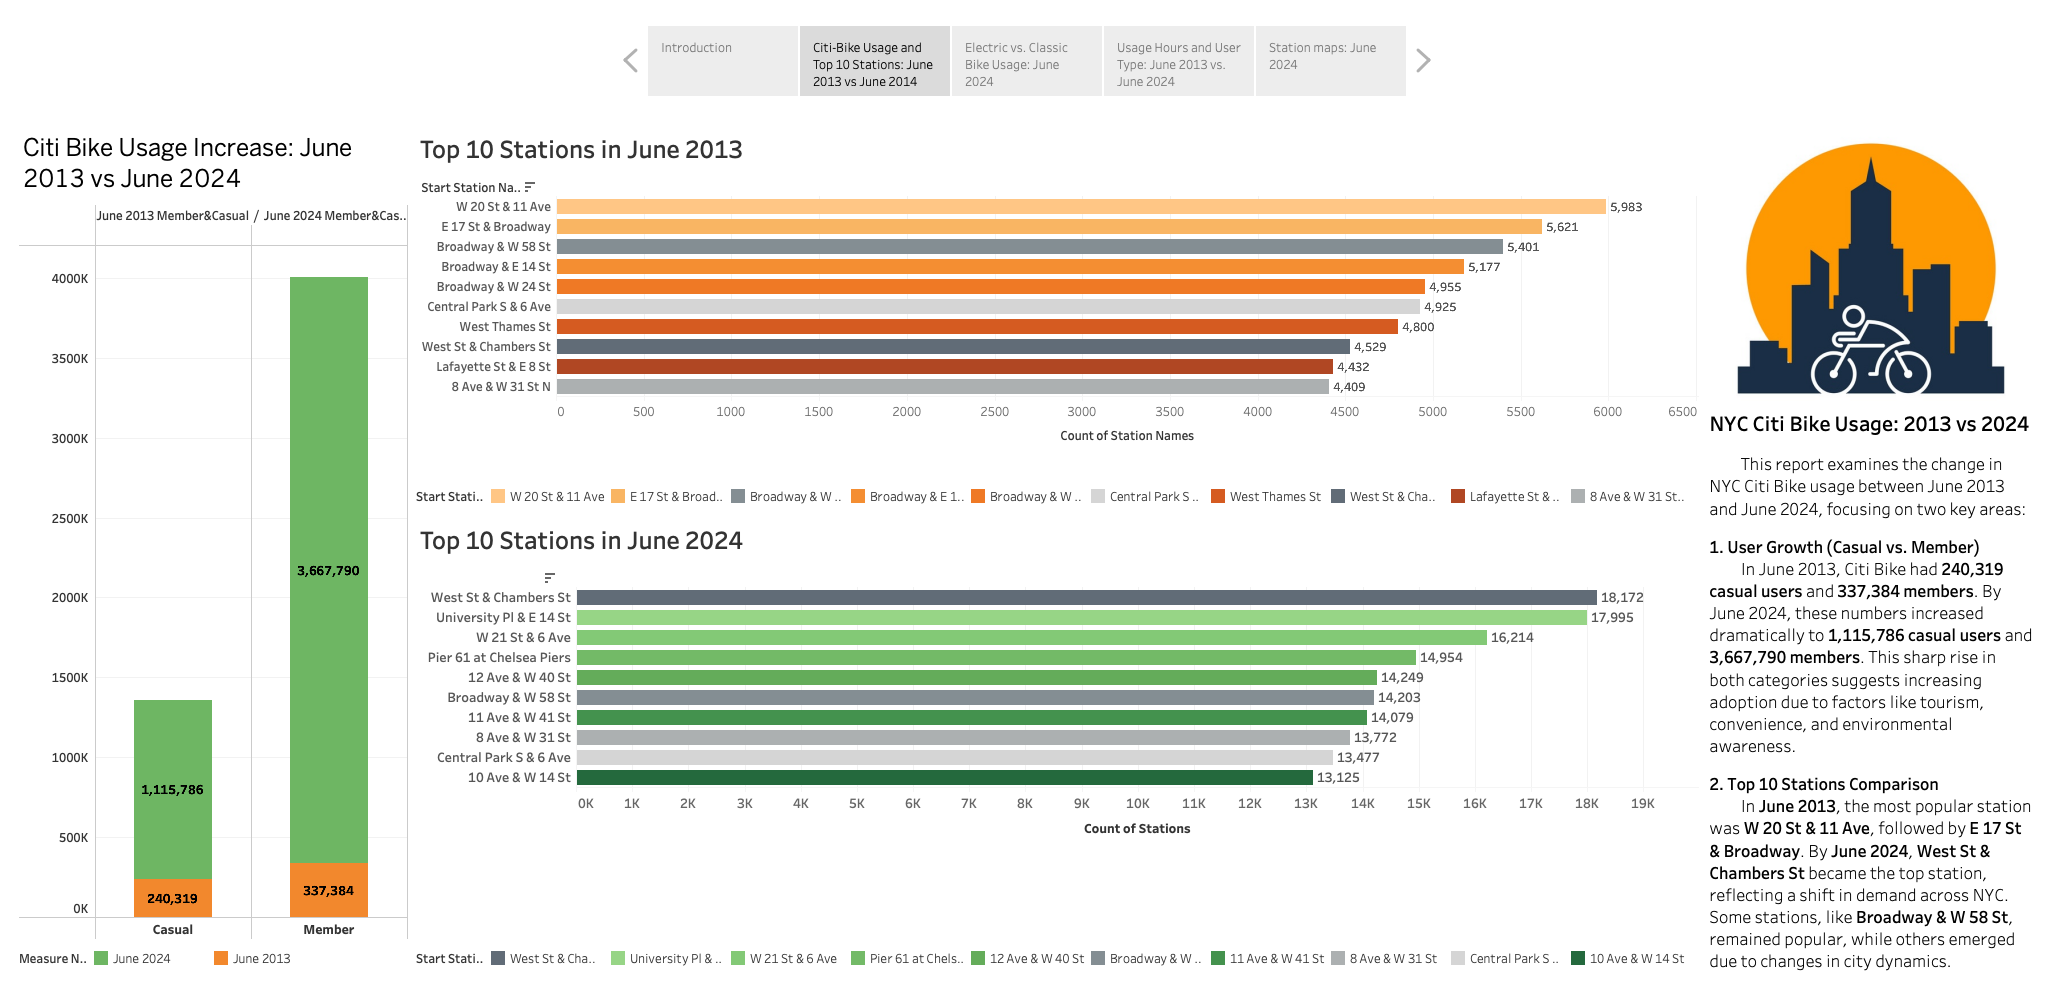 Introduction
Citi-Bike Usage and
Top 10 Stations: June
2013 vs June 2014
Electric vs. Classic
Bike Usage: June
2024
Usage Hours and User
Type: June 2013 vs.
June 2024
Station maps: June
2024
Citi Bike Usage Increase: June
2013 vs June 2024
June 2013 Member&Casual / June 2024 Member&Cas..
4000K
3500K
3000K
2500K
2000K
1500K
1000K
500K
0K
3,667,790
1,115,786
337,384
240,319
Casual
Member
Measure N..
June 2024
June 2013
Top 10 Stations in June 2013
Start Station Na..
W 20 St & 11 Ave 5,983
E 17 St & Broadway 5,621
Broadway & W 58 St 5,401
Broadway & E 14 St 5,177
Broadway & W 24 St 4,955
Central Park S & 6 Ave 4,925
West Thames St 4,800
West St & Chambers St 4,529
Lafayette St & E 8 St 4,432
8 Ave & W 31 St N 4,409
0 500 1000 1500 2000 2500 3000 3500 4000 4500 5000 5500 6000 6500
Count of Station Names
Start Stati.. W 20 St & 11 Ave E 17 St & Broad.. Broadway & W .. Broadway & E 1.. Broadway & W .. Central Park S .. West Thames St West St & Cha.. Lafayette St & .. 8 Ave & W 31 St..
Top 10 Stations in June 2024
West St & Chambers St 18,172
University Pl & E 14 St 17,995
W 21 St & 6 Ave 16,214
Pier 61 at Chelsea Piers 14,954
12 Ave & W 40 St 14,249
Broadway & W 58 St 14,203
11 Ave & W 41 St 14,079
8 Ave & W 31 St 13,772
Central Park S & 6 Ave 13,477
10 Ave & W 14 St 13,125
0K 1K 2K 3K 4K 5K 6K 7K 8K 9K 10K 11K 12K 13K 14K 15K 16K 17K 18K 19K
Count of Stations
Start Stati.. West St & Cha.. University Pl & .. W 21 St & 6 Ave Pier 61 at Chels.. 12 Ave & W 40 St Broadway & W .. 11 Ave & W 41 St 8 Ave & W 31 St Central Park S .. 10 Ave & W 14 St
NYC Citi Bike Usage: 2013 vs 2024
This report examines the change in
NYC Citi Bike usage between June 2013
and June 2024, focusing on two key areas:
1. User Growth (Casual vs. Member)
In June 2013, Citi Bike had 240,319
casual users and 337,384 members. By
June 2024, these numbers increased
dramatically to 1,115,786 casual users and
3,667,790 members. This sharp rise in
both categories suggests increasing
adoption due to factors like tourism,
convenience, and environmental
awareness.
2. Top 10 Stations Comparison
In June 2013, the most popular station
was W 20 St & 11 Ave, followed by E 17 St
& Broadway. By June 2024, West St &
Chambers St became the top station,
reflecting a shift in demand across NYC.
Some stations, like Broadway & W 58 St,
remained popular, while others emerged
due to changes in city dynamics.